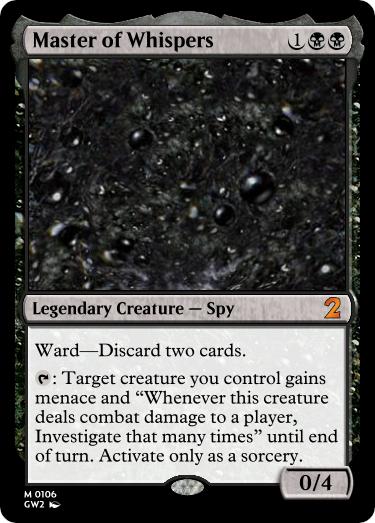 Master of Whispers 1
Legendary Creature — Spy 2
Ward—Discard two cards.
: Target creature you control gains
menace and “Whenever this creature
deals combat damage to a player,
Investigate that many times” until end
of turn. Activate only as a sorcery.
0/4
M 0106
GW2